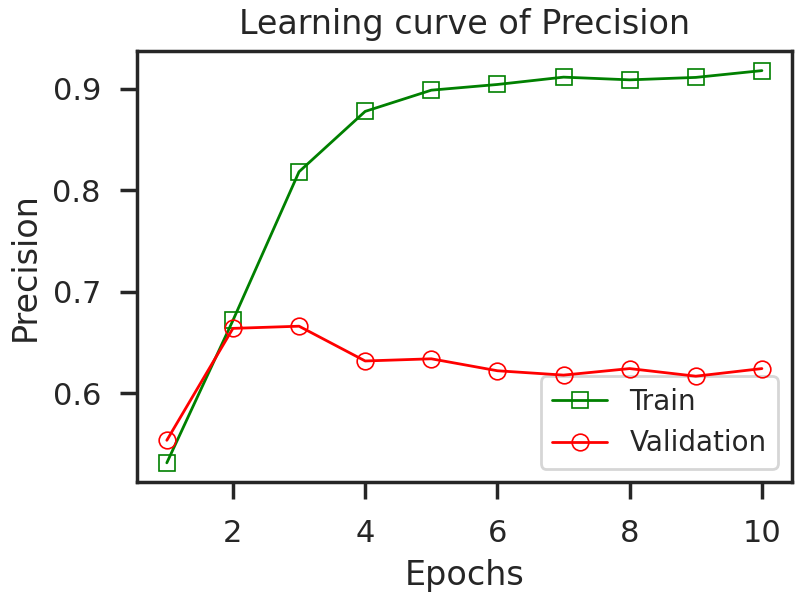 Learning curve of Precision
Precision
0.9
0.8
0.7
0.6
Train
Validation
2 4 6 8 10
Epochs